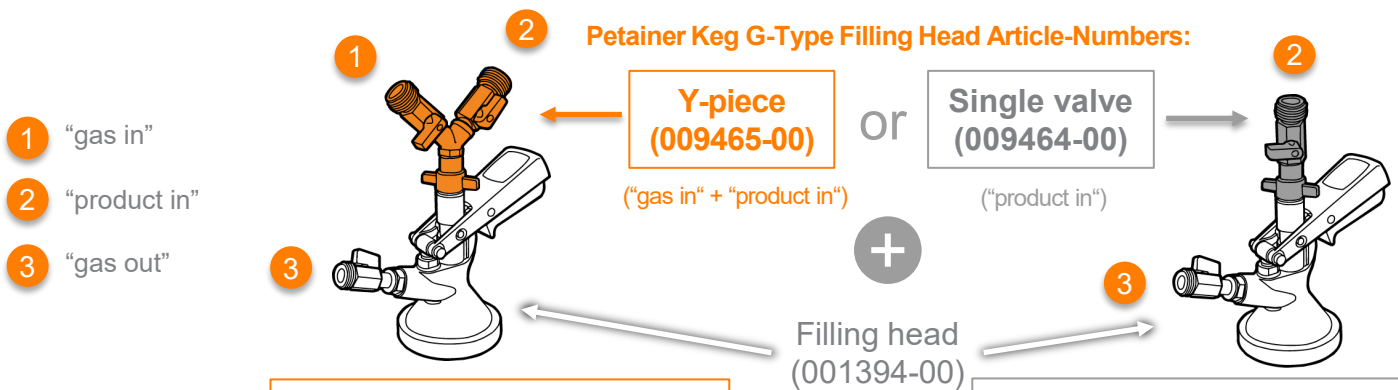 2
Petainer Keg G-Type Filling Head Article-Numbers:
1
2
Y-piece
(009465-00)
or
Single valve
(009464-00)
1 "gas in"
2 "product in"
(“gas in“ + “product in“)
(“product in“)
3 "gas out"
3
+
3
Filling head
(001394-00)